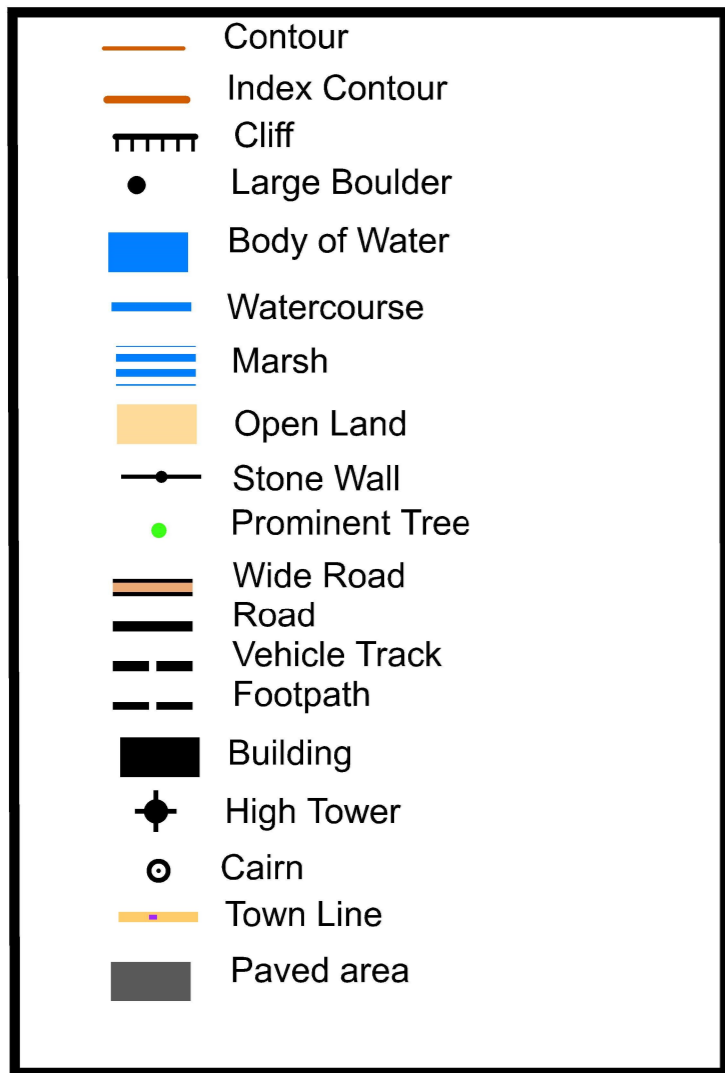 Contour
Index Contour
Cliff
Large Boulder
Body of Water
Watercourse
Marsh
Open Land
Stone Wall
Prominent Tree
Wide Road
Road
Vehicle Track
Footpath
Building
High Tower
Cairn
Town Line
Paved area